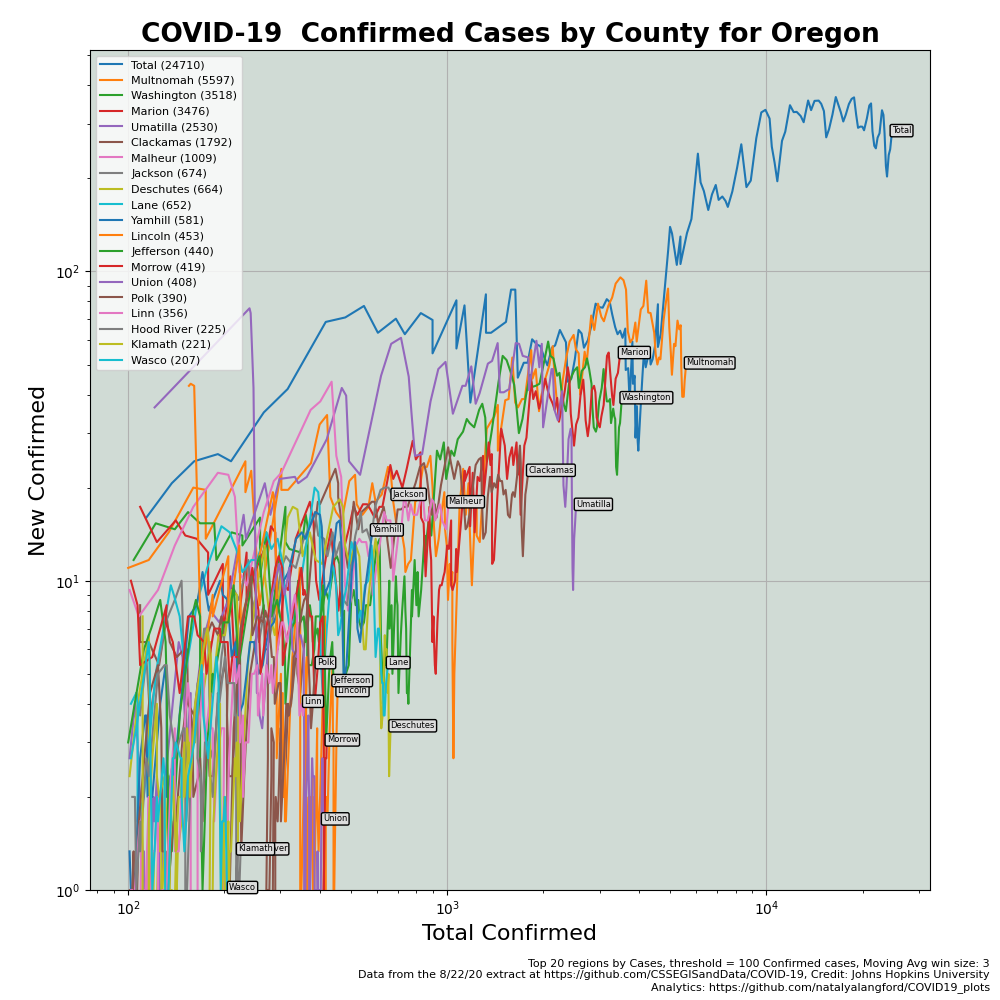 COVID-19  Confirmed Cases by County for Oregon
Total (24710)
Multnomah (5597)
Washington (3518)
Marion (3476)
Umatilla (2530)
Clackamas (1792)
Malheur (1009)
Jackson (674)
Deschutes (664)
Lane (652)
Yamhill (581)
Lincoln (453)
Jefferson (440)
Morrow (419)
Union (408)
Polk (390)
Linn (356)
Hood River (225)
Klamath (221)
Wasco (207)
Total
Marion
Multnomah
Washington
Clackamas
Jackson
Malheur
Umatilla
Yamhill
Polk
Lane
Jefferson
Lincoln
Linn
Deschutes
Morrow
Union
Klamath
Wasco
New Confirmed
10²
10¹
10⁰
10² 10³ 10⁴
Total Confirmed
Top 20 regions by Cases, threshold = 100 Confirmed cases, Moving Avg win size: 3
Data from the 8/22/20 extract at https://github.com/CSSEGISandData/COVID-19, Credit: Johns Hopkins University
Analytics: https://github.com/natalyalangford/COVID19_plots